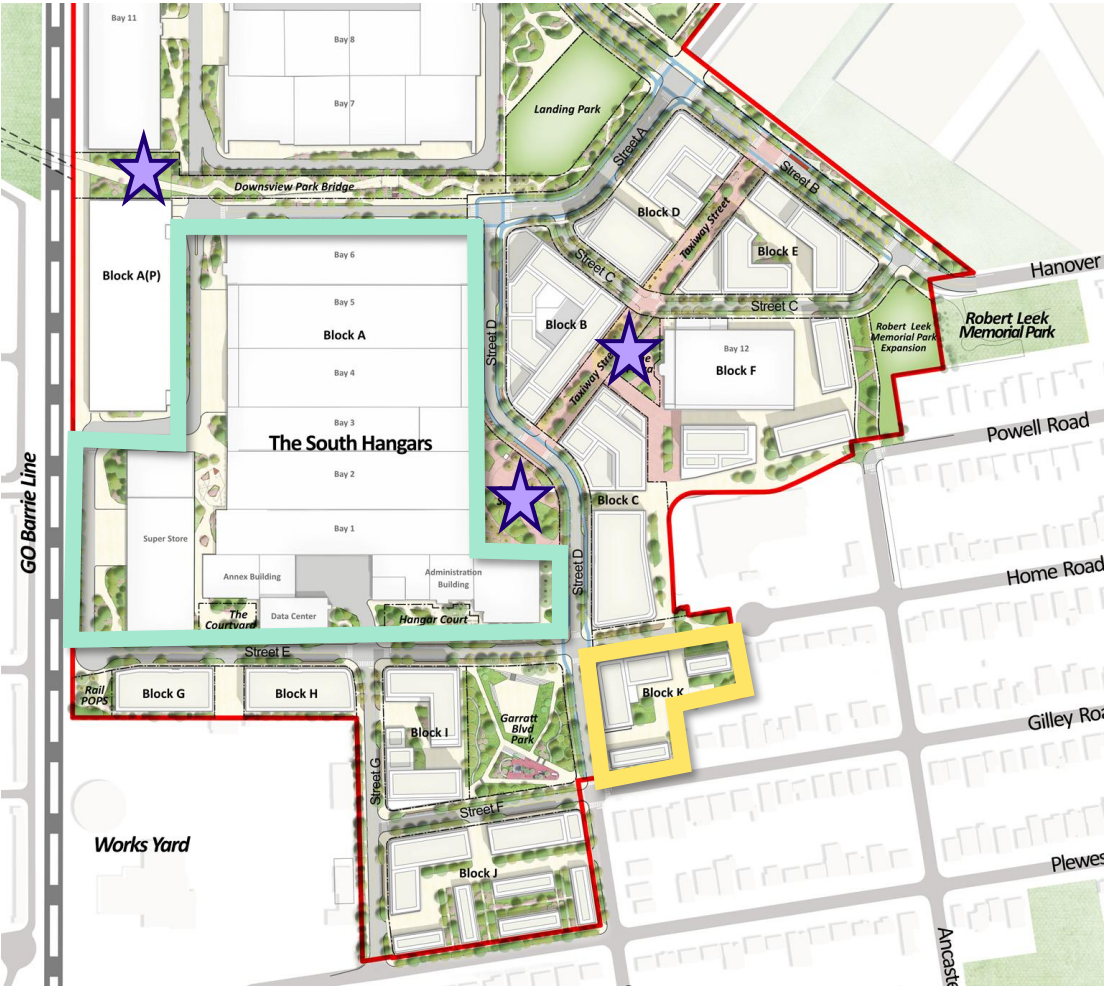 Bay 11
Bay 8
Bay 7
Landing Park
Street A
Street B
Downsview Park Bridge
Block D
Taxiway Street
Block E
Block A(P)
Bay 6
Street C
Hanover
Bay 5
Street C
Block A
Street D
Block B
Robert Leek
Memorial Park
Expansion
Robert Leek
Memorial Park
Bay 12
Block F
Bay 4
Taxiway
Bay 3
The South Hangars
Powell Road
Bay 2
Block C
GO Barrie Line
Bay 1
Super Store
Annex Building
Administration
Building
Street D
Home Road
The
Courtyard
Data Center
Hangar Court
Street E
Rail
POPS
Block G
Block H
Block K
Block I
Garratt
Blvd
Park
Gilley
Street G
Street F
Works Yard
Block J